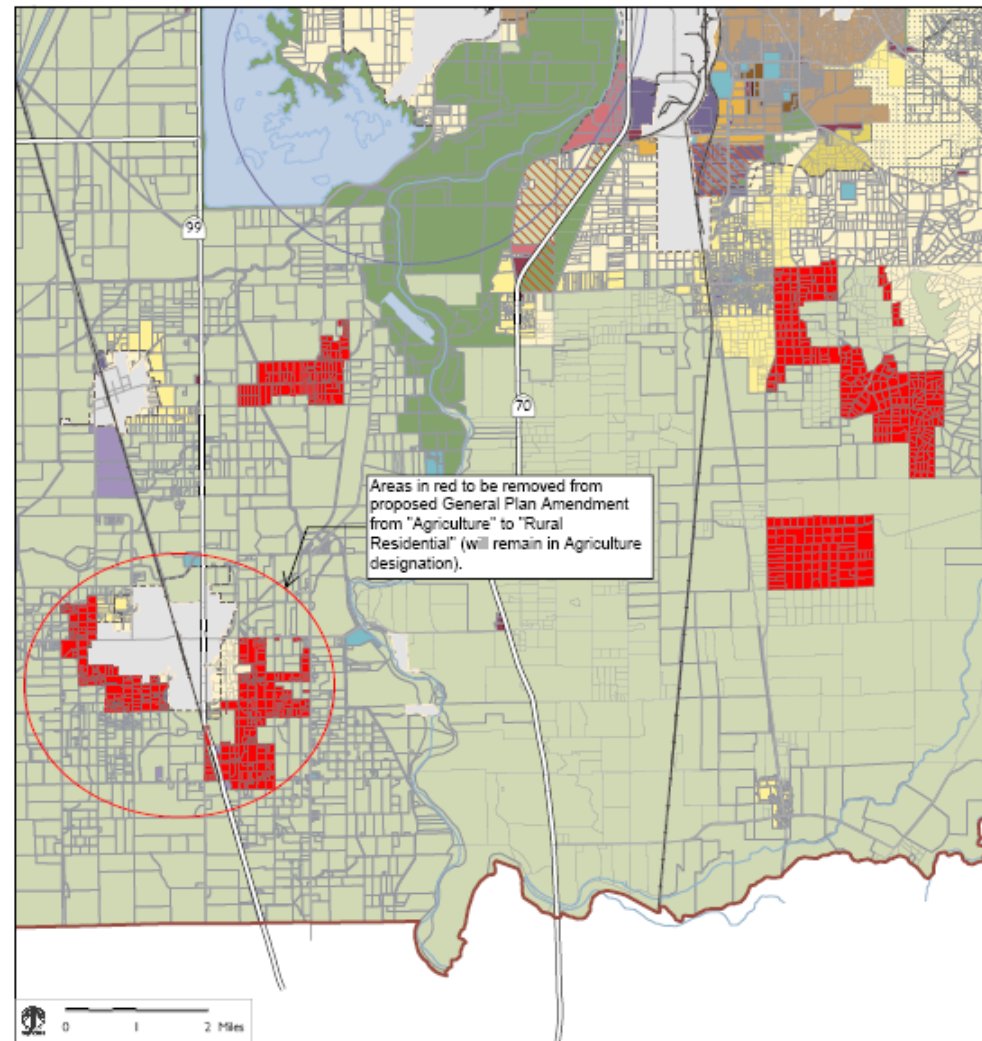 99
70
Areas in red to be removed from
proposed General Plan Amendment
from "Agriculture" to "Rural
Residential" (will remain in Agriculture
designation).
0 1 2 Miles